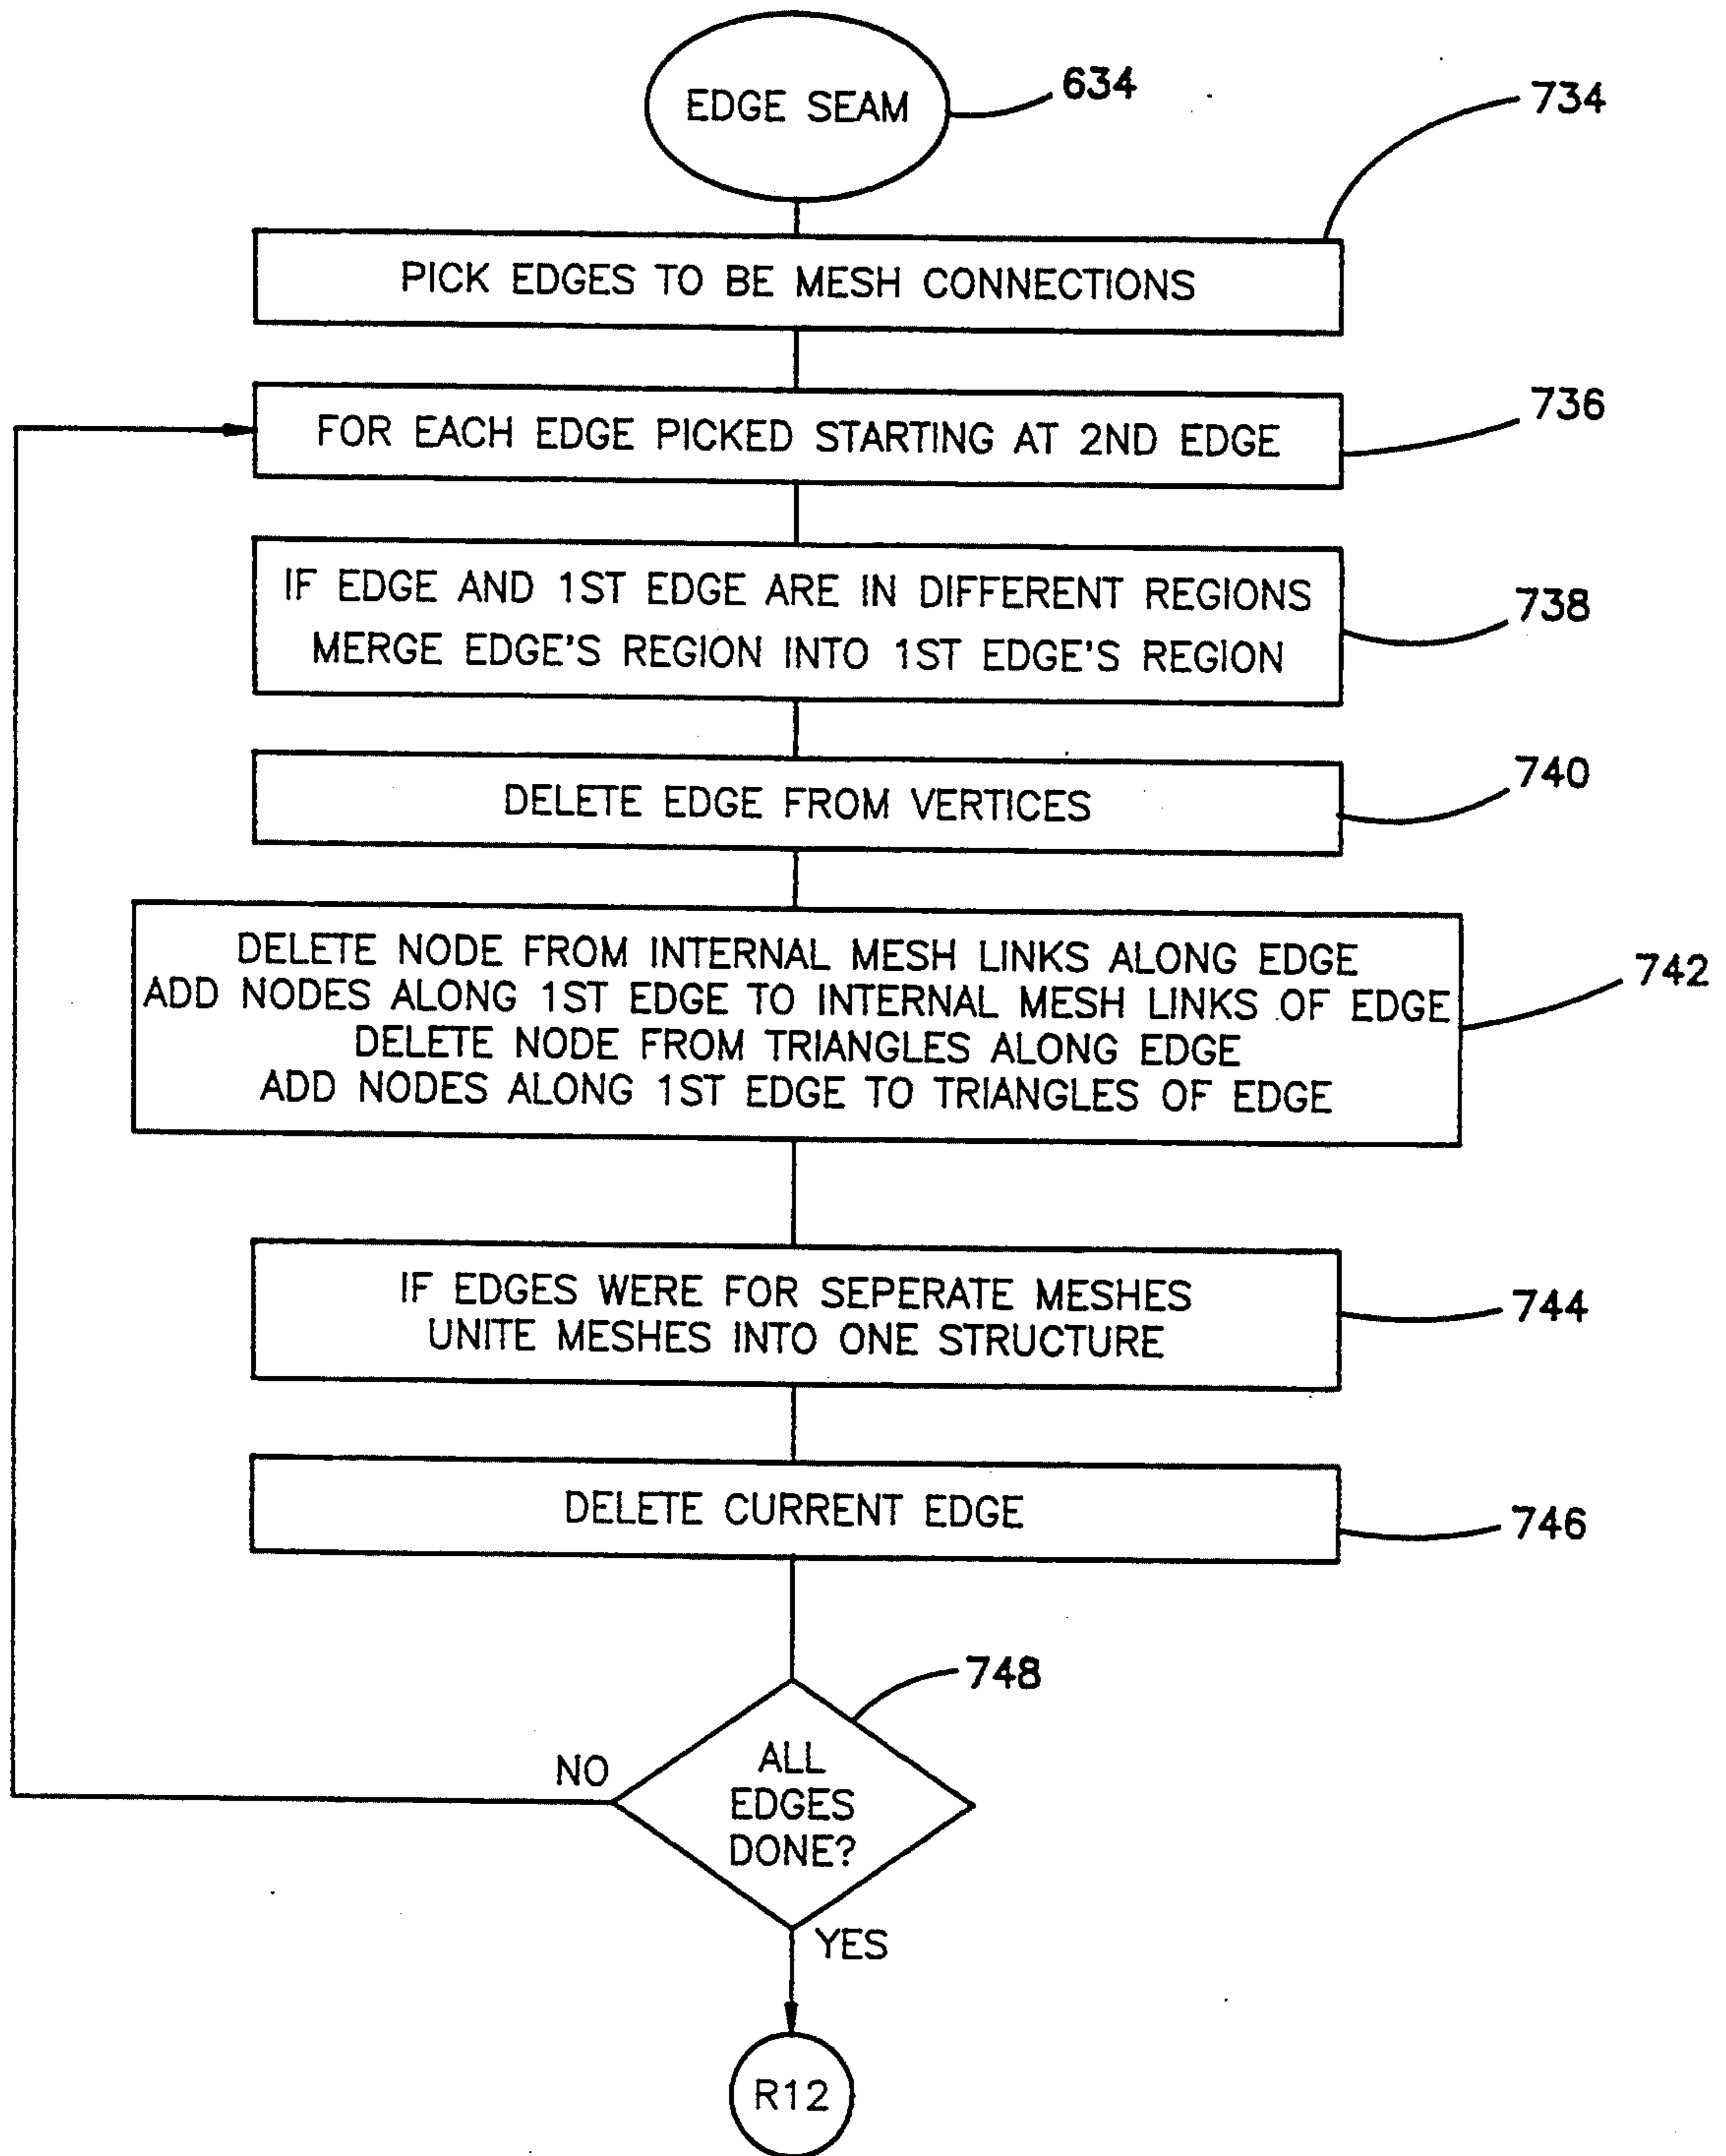 EDGE SEAM
634
734
PICK EDGES TO BE MESH CONNECTIONS
FOR EACH EDGE PICKED STARTING AT 2ND EDGE
736
IF EDGE AND 1ST EDGE ARE IN DIFFERENT REGIONS
MERGE EDGE'S REGION INTO 1ST EDGE'S REGION
738
DELETE EDGE FROM VERTICES
740
DELETE NODE FROM INTERNAL MESH LINKS ALONG EDGE
ADD NODES ALONG 1ST EDGE TO INTERNAL MESH LINKS OF EDGE
DELETE NODE FROM TRIANGLES ALONG EDGE
ADD NODES ALONG 1ST EDGE TO TRIANGLES OF EDGE
742
IF EDGES WERE FOR SEPERATE MESHES
UNITE MESHES INTO ONE STRUCTURE
744
DELETE CURRENT EDGE
746
748
NO
ALL
EDGES
DONE?
YES
R12